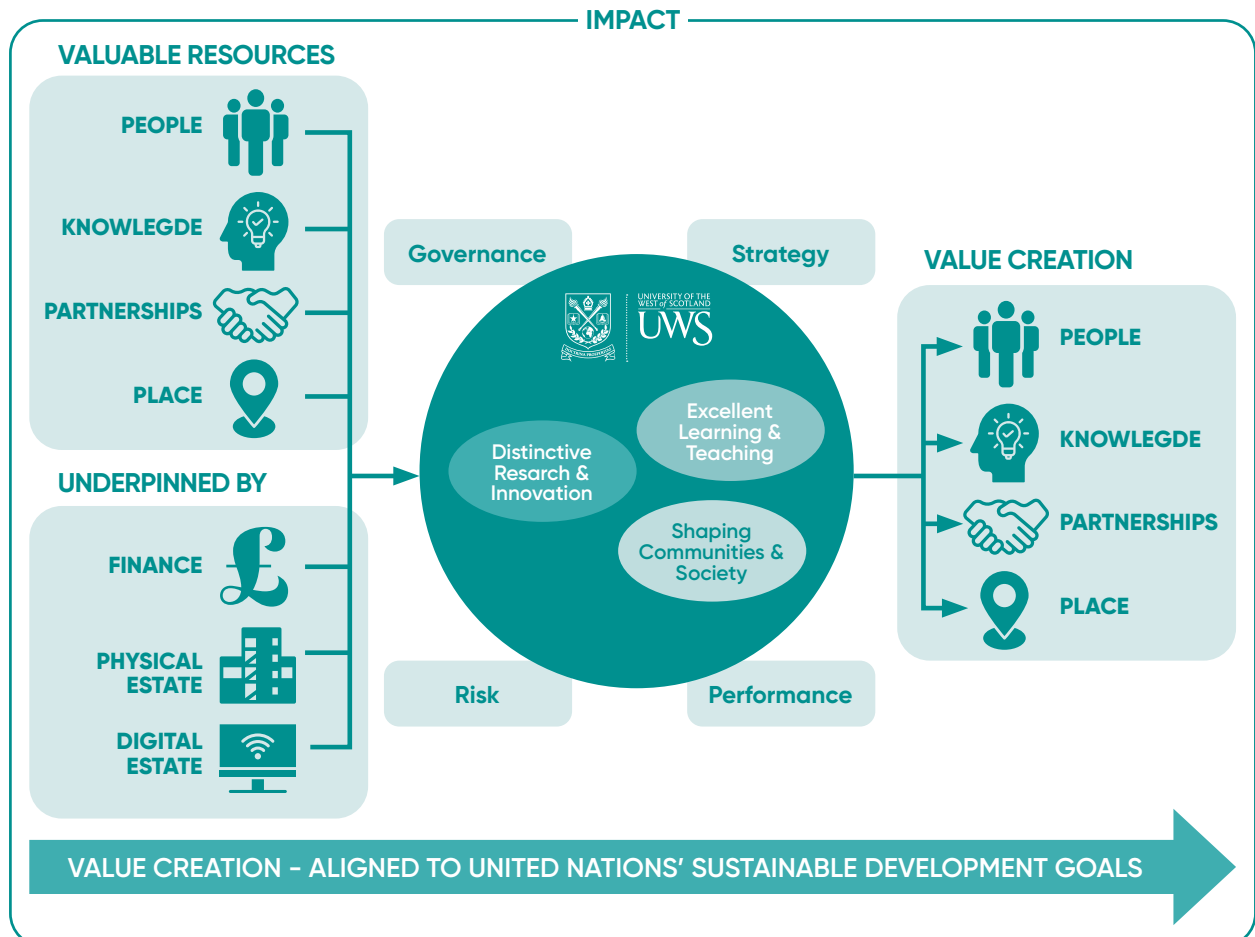 IMPACT
VALUABLE RESOURCES
PEOPLE
KNOWLEGDE
PARTNERSHIPS
PLACE
UNDERPINNED BY
FINANCE
£
PHYSICAL
ESTATE
DIGITAL
ESTATE
Governance
Strategy
UNIVERSITY OF THE
WEST of SCOTLAND
UWS
DOCTRINA PROSPERITAS
Distinctive
Resarch &
Innovation
Excellent
Learning &
Teaching
Shaping
Communities &
Society
Risk
Performance
VALUE CREATION
PEOPLE
KNOWLEGDE
PARTNERSHIPS
PLACE
VALUE CREATION - ALIGNED TO UNITED NATIONS' SUSTAINABLE DEVELOPMENT GOALS